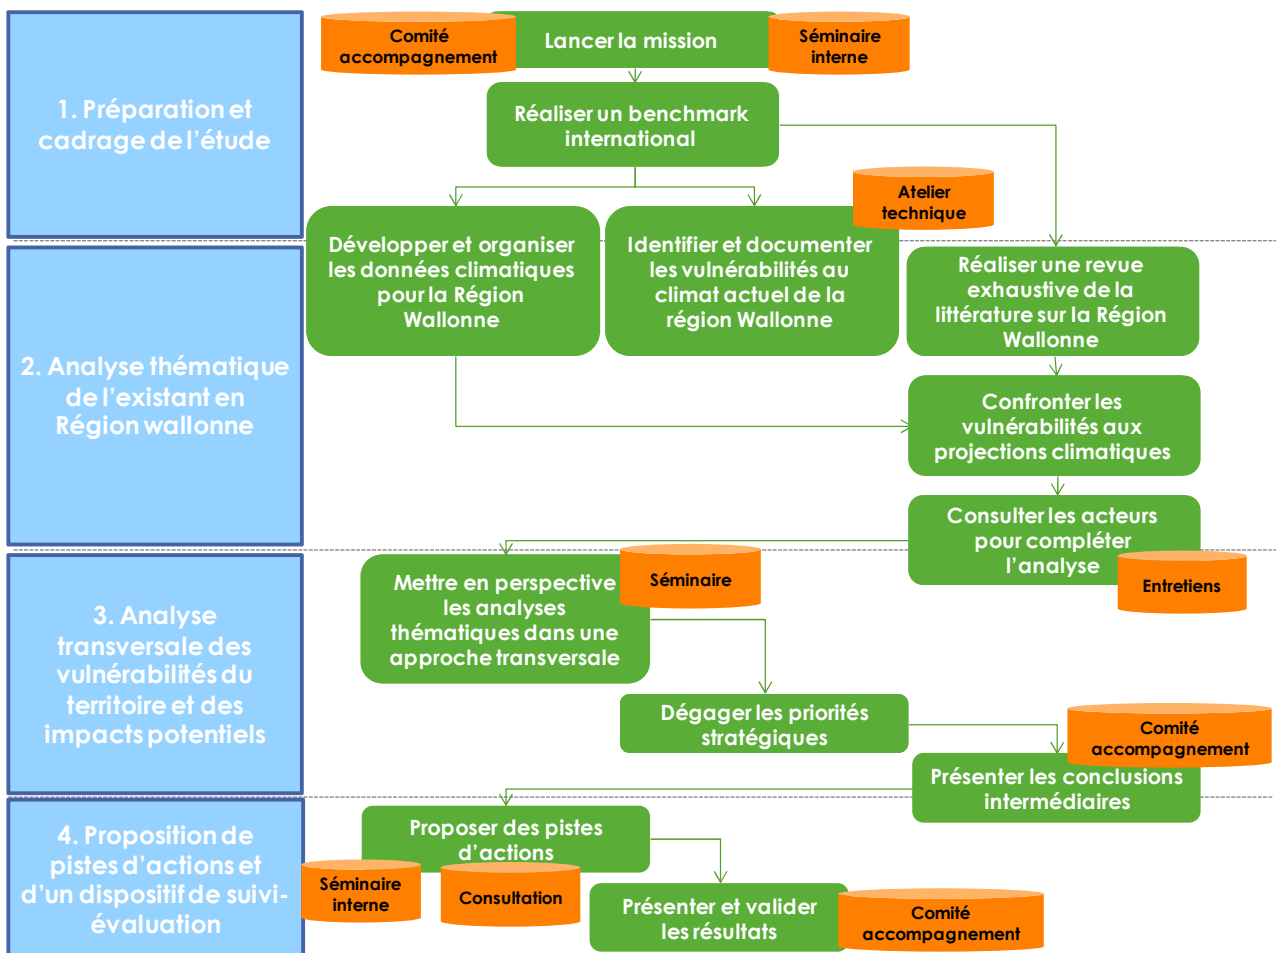 1. Préparation et
cadrage de l'étude
Comité
accompagnement
Lancer la mission
Séminaire
interne
Réaliser un benchmark
international
Atelier
technique
Développer et organiser
les données climatiques
pour la Région
Wallonne
Identifier et documenter
les vulnérabilités au
climat actuel de la
région Wallonne
Réaliser une revue
exhaustive de la
littérature sur la Région
Wallonne
2. Analyse thématique
de l'existant en
Région wallonne
Confronter les
vulnérabilités aux
projections climatiques
Consulter les acteurs
pour compléter
l'analyse
Entretiens
3. Analyse
transversale des
vulnérabilités du
territoire et des
impacts potentiels
Mettre en perspective
les analyses
thématiques dans une
approche transversale
Séminaire
Dégager les priorités
stratégiques
Comité
accompagnement
Présenter les conclusions
intermédiaires
4. Proposition de
pistes d'actions et
d'un dispositif de suivi-
évaluation
Proposer des pistes
d'actions
Séminaire
interne
Consultation
Présenter et valider
les résultats
Comité
accompagnement